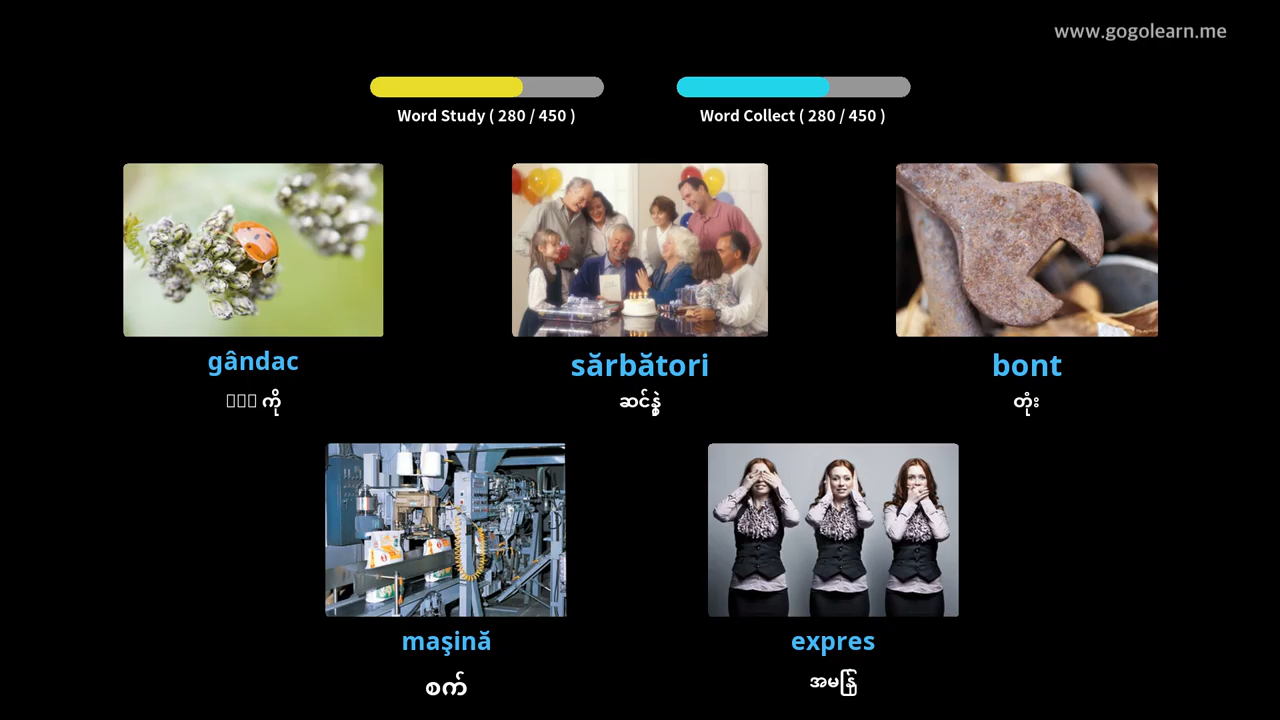 www.gogolearn.me
Word Study ( 280 / 450 )
Word Collect ( 280 / 450 )
gândac
ကို
sărbători
ဆင်နွှဲ
bont
တုံး
maşină
စက်
expres
အမြန်